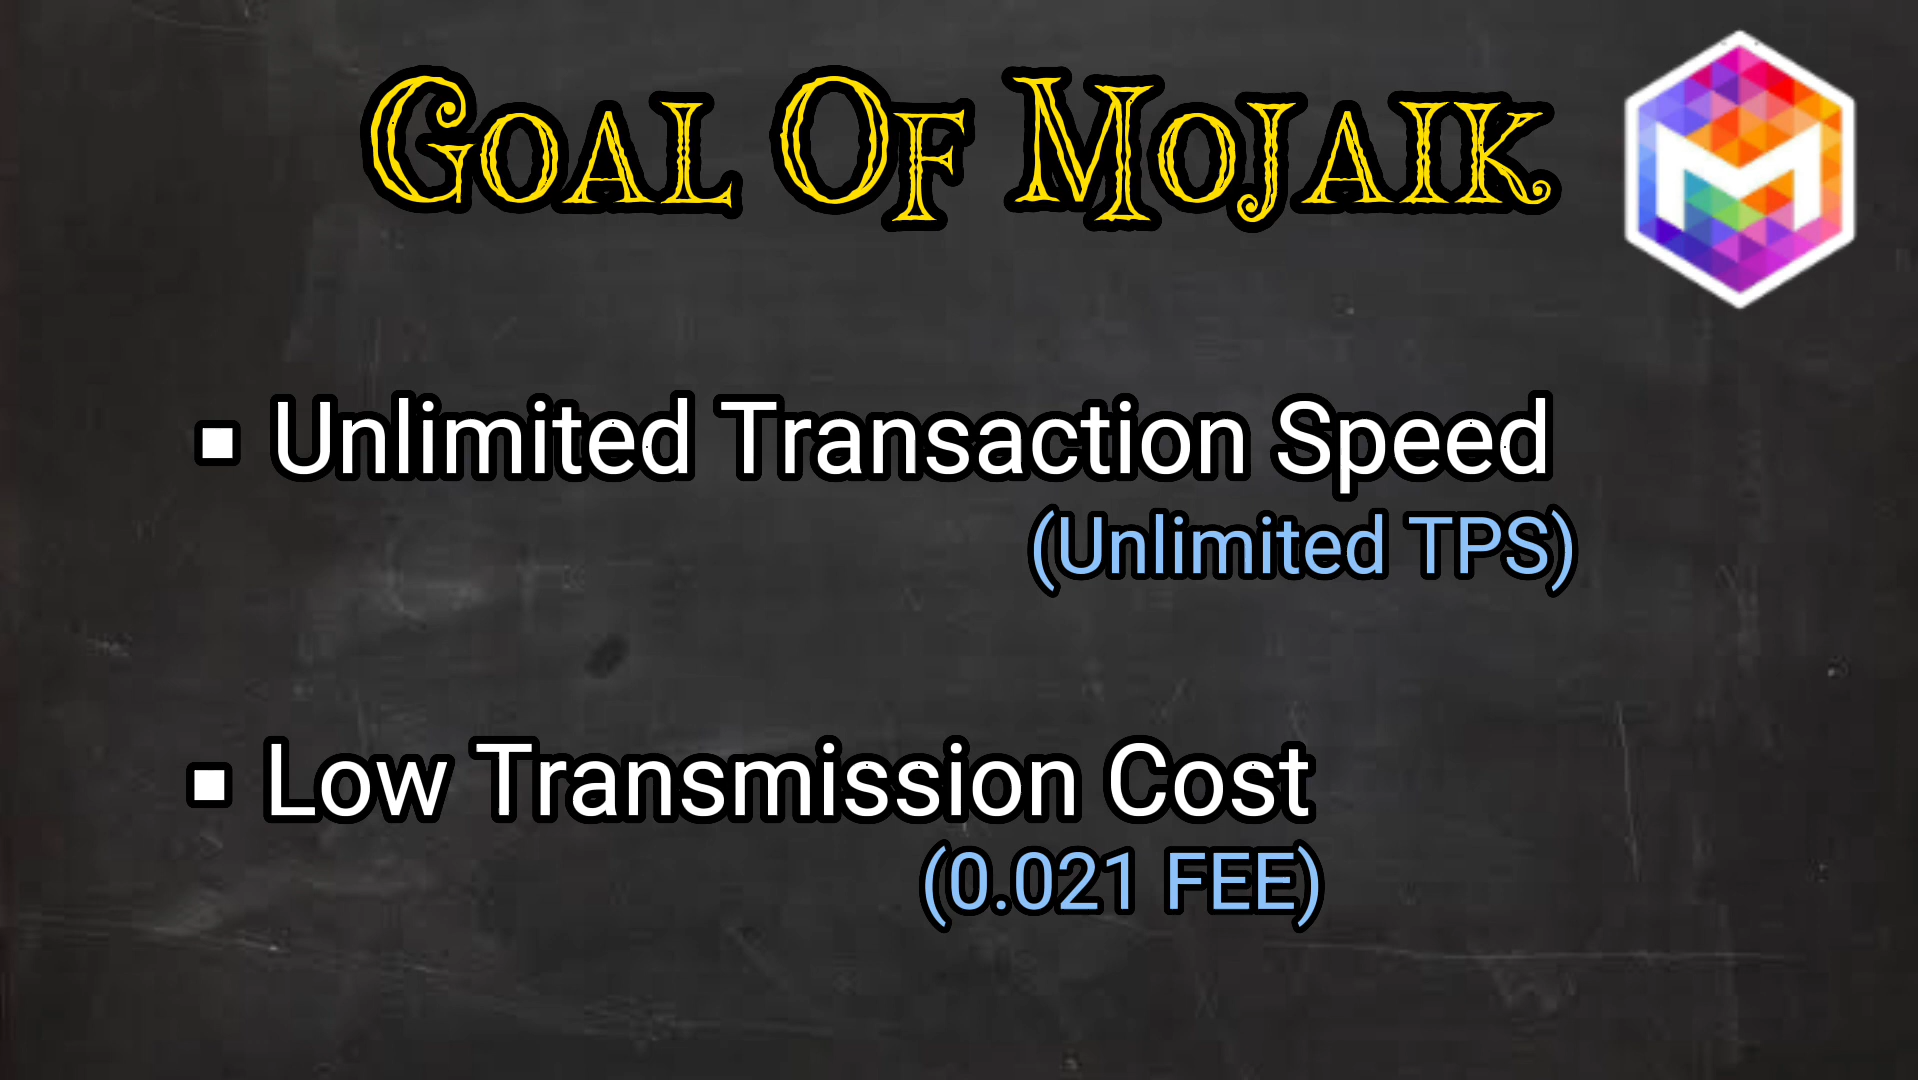 Goal Of Mojaik
▪ Unlimited Transaction Speed
(Unlimited TPS)
▪ Low Transmission Cost
(0.021 FEE)